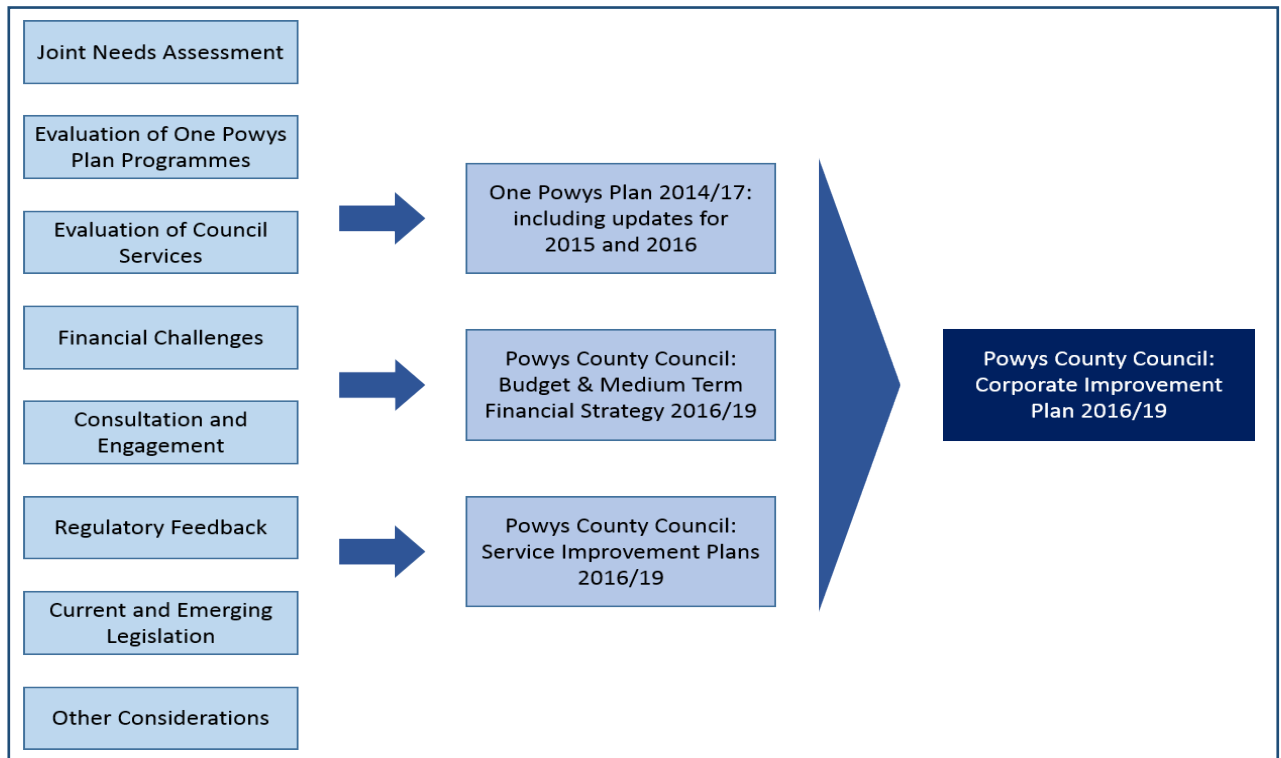 Joint Needs Assessment
Evaluation of One Powys
Plan Programmes
Evaluation of Council
Services
Financial Challenges
Consultation and
Engagement
Regulatory Feedback
Current and Emerging
Legislation
Other Considerations
One Powys Plan 2014/17:
including updates for
2015 and 2016
Powys County Council:
Budget & Medium Term
Financial Strategy 2016/19
Powys County Council:
Service Improvement Plans
2016/19
Powys County Council:
Corporate Improvement
Plan 2016/19